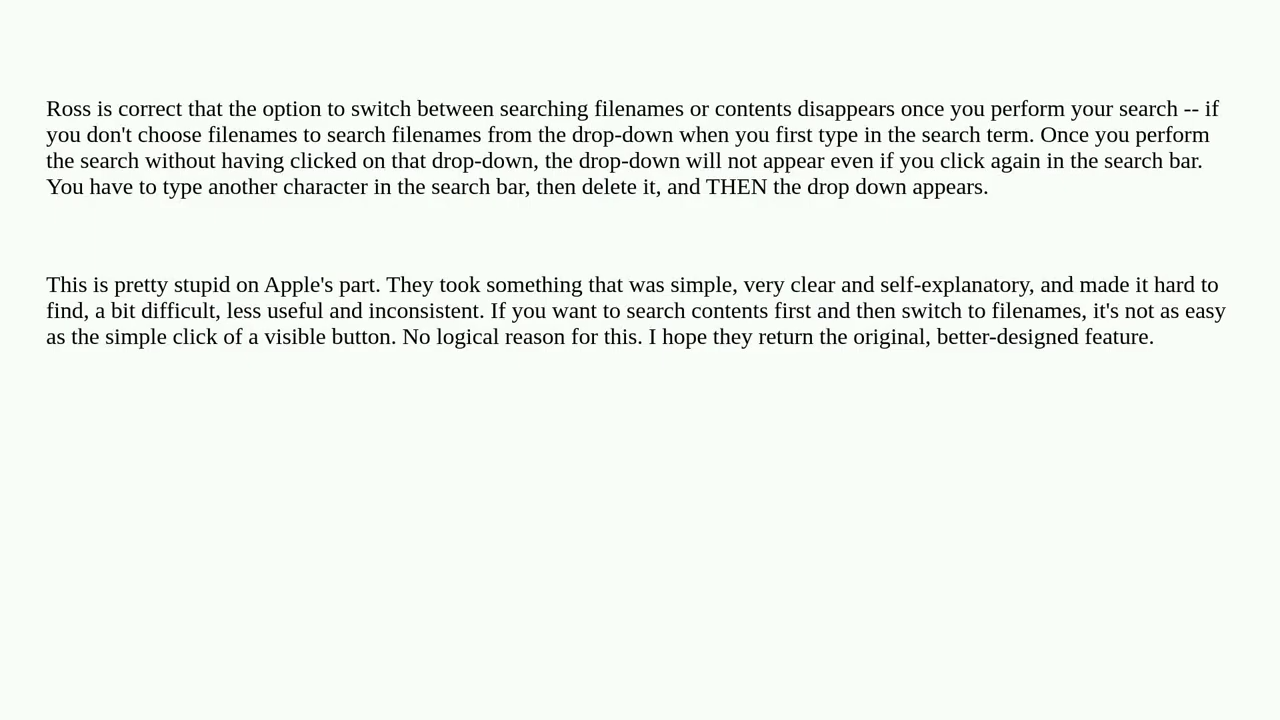 Ross is correct that the option to switch between searching filenames or contents disappears once you perform your search -- if
you don't choose filenames to search filenames from the drop-down when you first type in the search term. Once you perform
the search without having clicked on that drop-down, the drop-down will not appear even if you click again in the search bar.
You have to type another character in the search bar, then delete it, and THEN the drop down appears.
This is pretty stupid on Apple's part. They took something that was simple, very clear and self-explanatory, and made it hard to
find, a bit difficult, less useful and inconsistent. If you want to search contents first and then switch to filenames, it's not as easy
as the simple click of a visible button. No logical reason for this. I hope they return the original, better-designed feature.